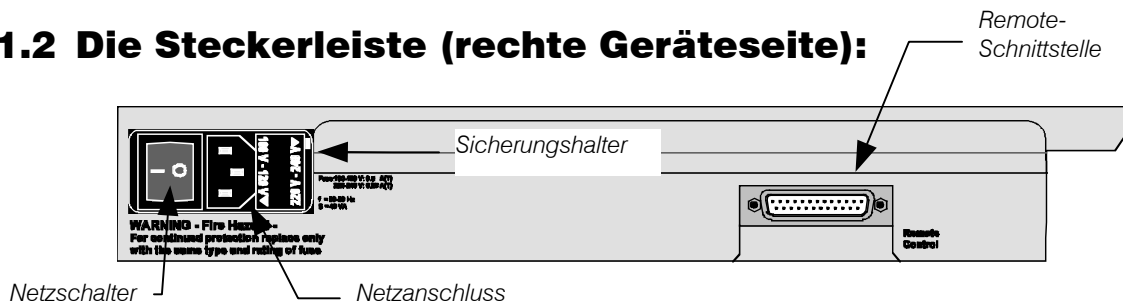 1.2 Die Steckerleiste (rechte Geräteseite):
Remote-
Schnittstelle
Sicherungshalter
WARNING - Fire Hazard -
For continued protection replace only
with the same type and rating of fuse
Remote
Control
Netzschalter
Netzanschluss